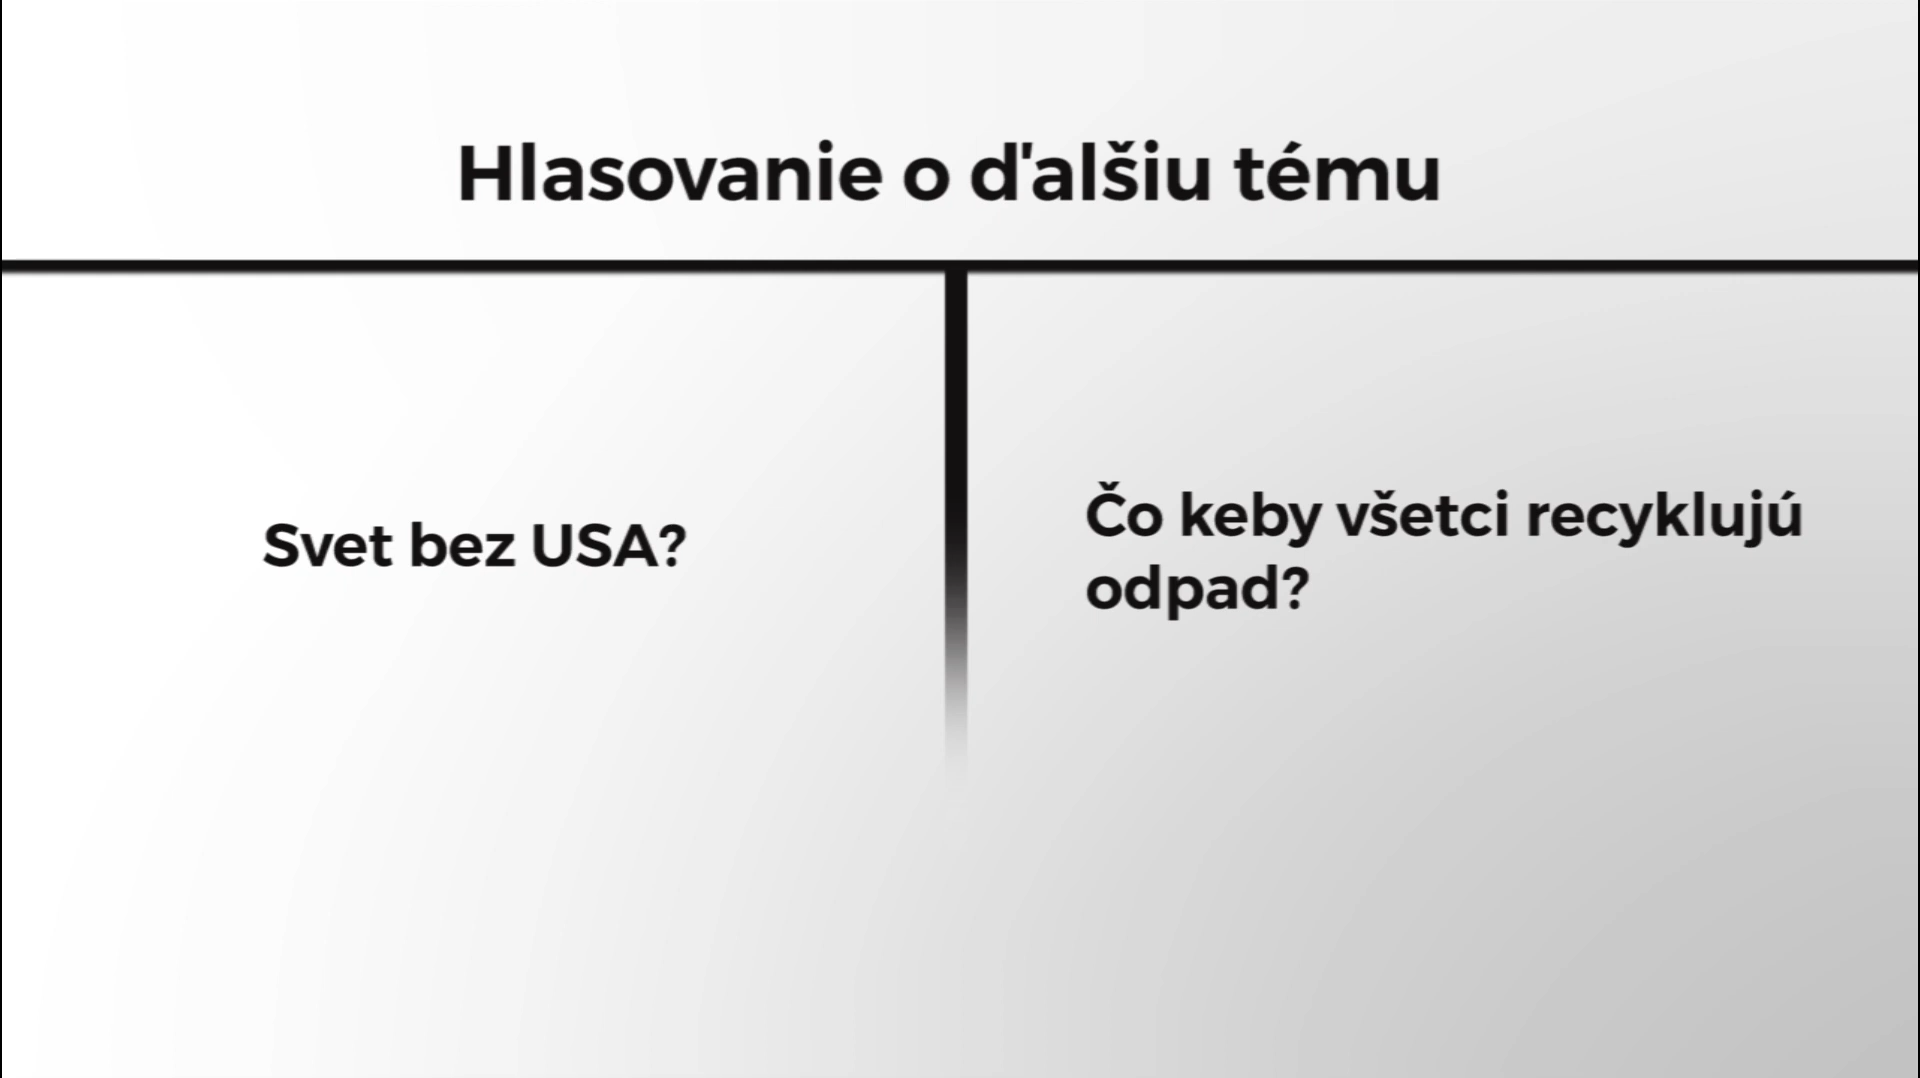 Hlasovanie o ďalšiu tému
Svet bez USA?
Čo keby všetci recyklujú
odpad?